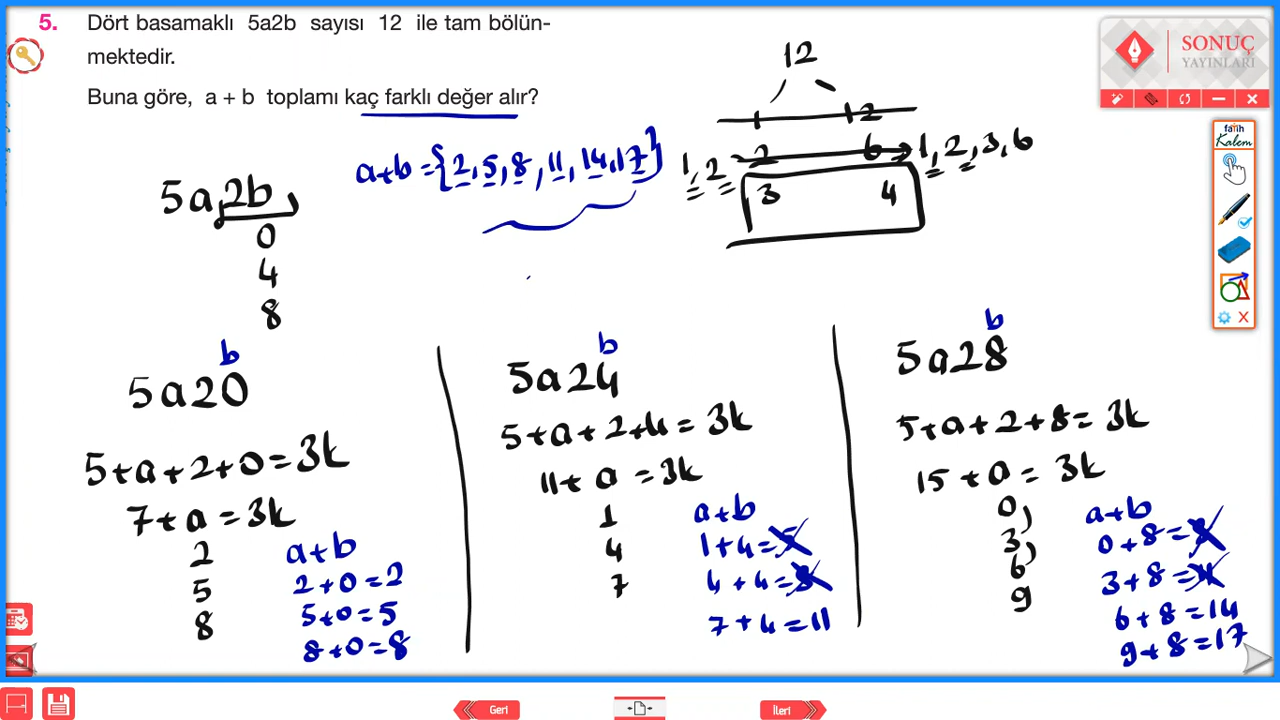 5. Dört basamaklı 5a2b sayısı 12 ile tam bölün-
mektedir.
Buna göre, a + b toplamı kaç farklı değer alır?
a+b={2,5,8,11,14,17}
12
1 12
1,2 2 6 1,2,3,6
3 4
SONUÇ
YAYINLARI
fatih
Kalem
5a2b
0
4
8
b
5a20
5+a+2+0=3k
7+a=3k
2
5
8
a+b
2+0=2
5+0=5
8+0=8
b
5a24
5+a+2+4=3k
11+a=3k
1
4
7
a+b
1+4=5
4+4=8
7+4=11
b
5a28
5+a+2+8=3k
15+a=3k
0,
3,
6
9
a+b
0+8=8
3+8=11
6+8=14
9+8=17
Geri
İleri